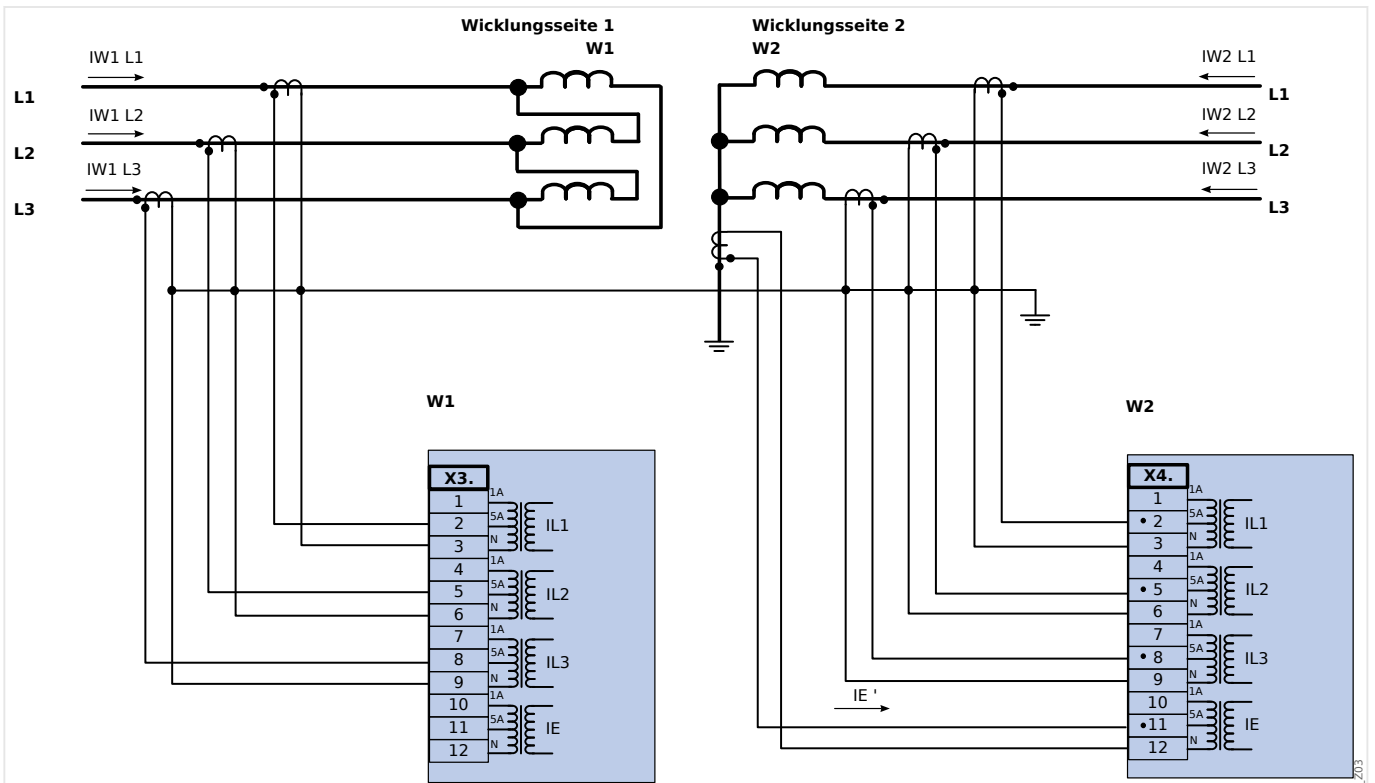 Wicklungsseite 1
W1
Wicklungsseite 2
W2
IW1 L1
L1
IW1 L2
L2
IW1 L3
L3
IW2 L1
L1
IW2 L2
L2
IW2 L3
L3
W1
X3.
1
2
3
4
5
6
7
8
9
10
11
12
1A
5A
N
IL1
1A
5A
N
IL2
1A
5A
N
IL3
1A
5A
N
IE
IE '
W2
X4.
1
2
3
4
5
6
7
8
9
10
11
12
1A
5A
N
IL1
1A
5A
N
IL2
1A
5A
N
IL3
1A
5A
N
IE
_Z03